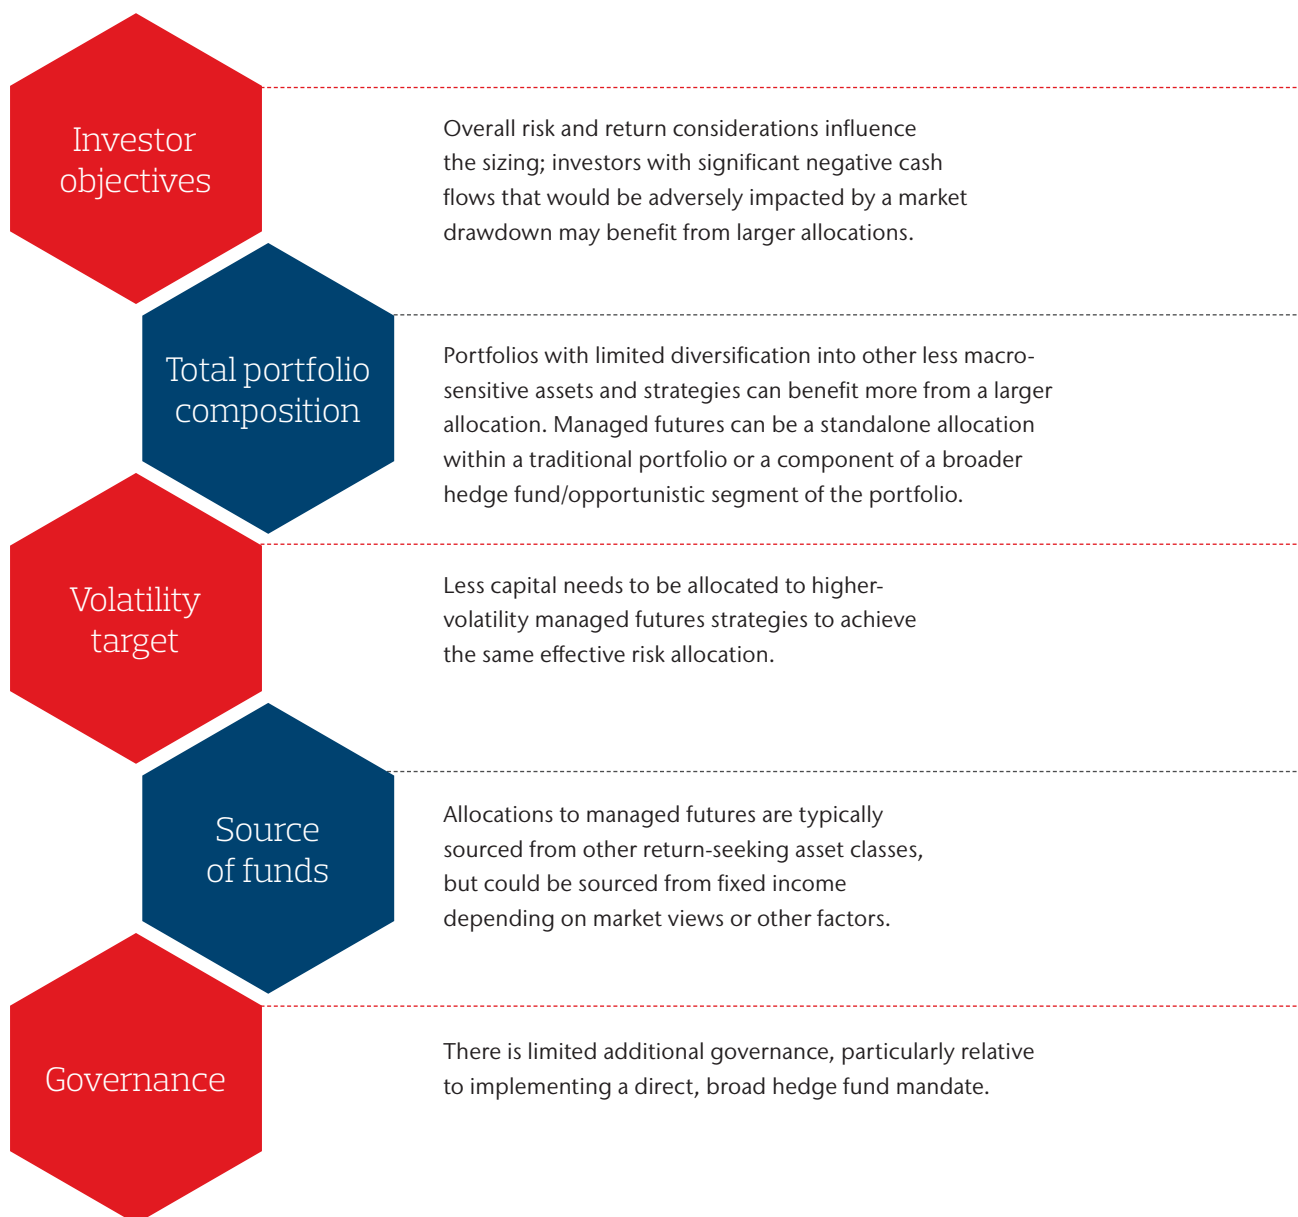 Investor
objectives
Overall risk and return considerations influence
the sizing; investors with significant negative cash
flows that would be adversely impacted by a market
drawdown may benefit from larger allocations.
Total portfolio
composition
Portfolios with limited diversification into other less macro-
sensitive assets and strategies can benefit more from a larger
allocation. Managed futures can be a standalone allocation
within a traditional portfolio or a component of a broader
hedge fund/opportunistic segment of the portfolio.
Volatility
target
Less capital needs to be allocated to higher-
volatility managed futures strategies to achieve
the same effective risk allocation.
Source
of funds
Allocations to managed futures are typically
sourced from other return-seeking asset classes,
but could be sourced from fixed income
depending on market views or other factors.
Governance
There is limited additional governance, particularly relative
to implementing a direct, broad hedge fund mandate.